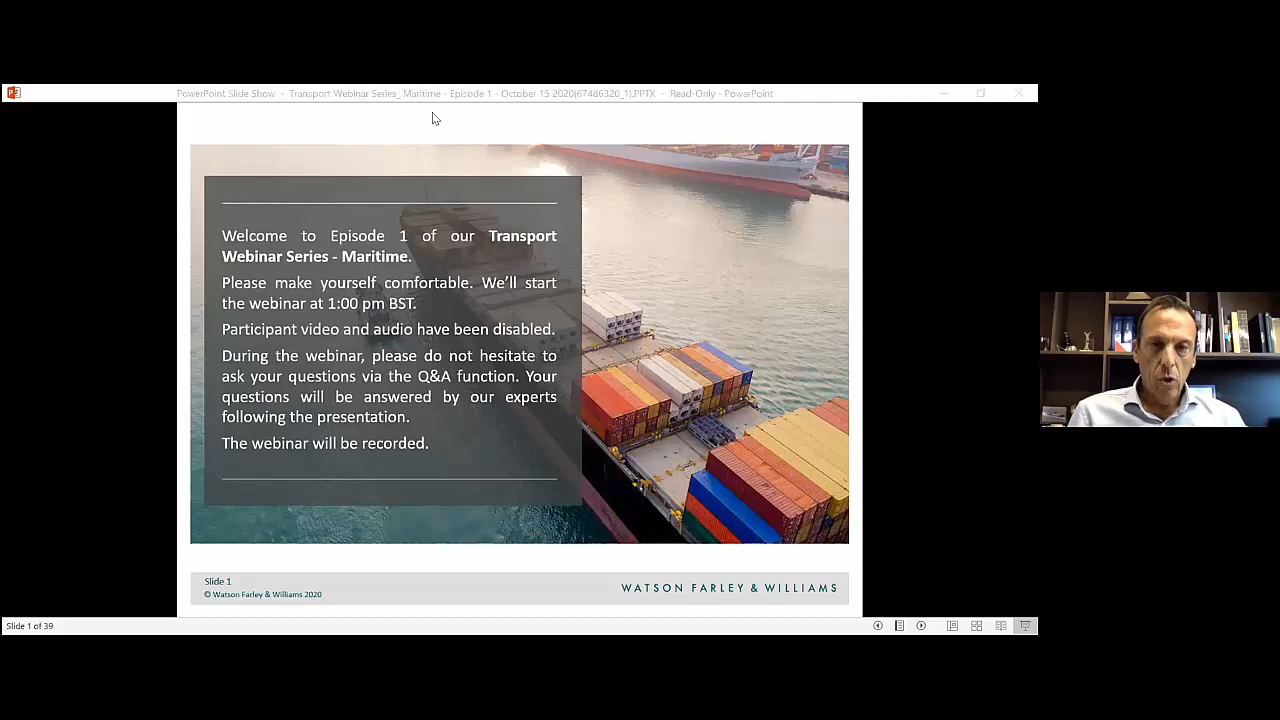 PowerPoint Slide Show - Transport Webinar Series_ Maritime - Episode 1 - October 15 2020(67486320_1).PPTX - Read-Only - PowerPoint
Welcome to Episode 1 of our Transport
Webinar Series - Maritime.
Please make yourself comfortable. We'll start
the webinar at 1:00 pm BST.
Participant video and audio have been disabled.
During the webinar, please do not hesitate to
ask your questions via the Q&A function. Your
questions will be answered by our experts
following the presentation.
The webinar will be recorded.
Slide 1
© Watson Farley & Williams 2020
WATSON FARLEY & WILLIAMS
Slide 1 of 39